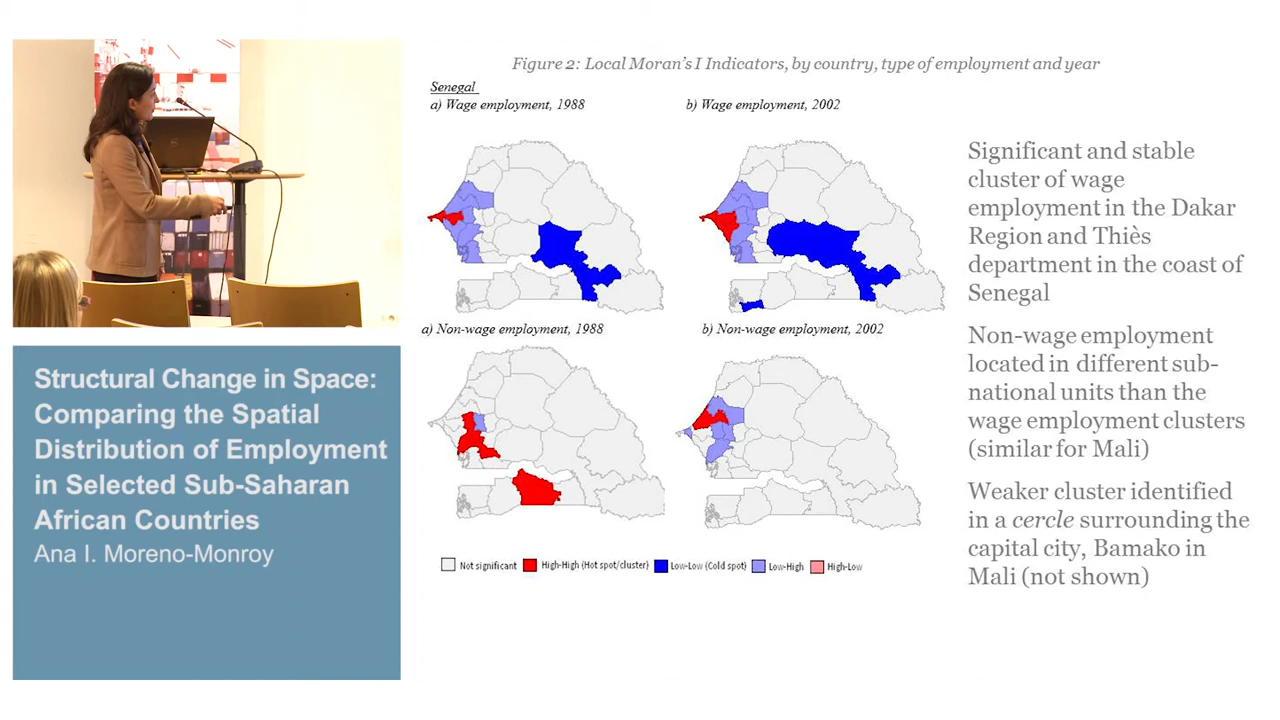 Figure 2: Local Moran's I Indicators, by country, type of employment and year
Senegal
a) Wage employment, 1988
b) Wage employment, 2002
a) Non-wage employment, 1988
b) Non-wage employment, 2002
Not significant
High-High (Hot spot/cluster)
Low-Low (Cold spot)
Low-High
High-Low
Significant and stable
cluster of wage
employment in the Dakar
Region and Thiès
department in the coast of
Senegal
Non-wage employment
located in different sub-
national units than the
wage employment clusters
(similar for Mali)
Weaker cluster identified
in a cercle surrounding the
capital city, Bamako in
Mali (not shown)
Structural Change in Space:
Comparing the Spatial
Distribution of Employment
in Selected Sub-Saharan
African Countries
Ana I. Moreno-Monroy